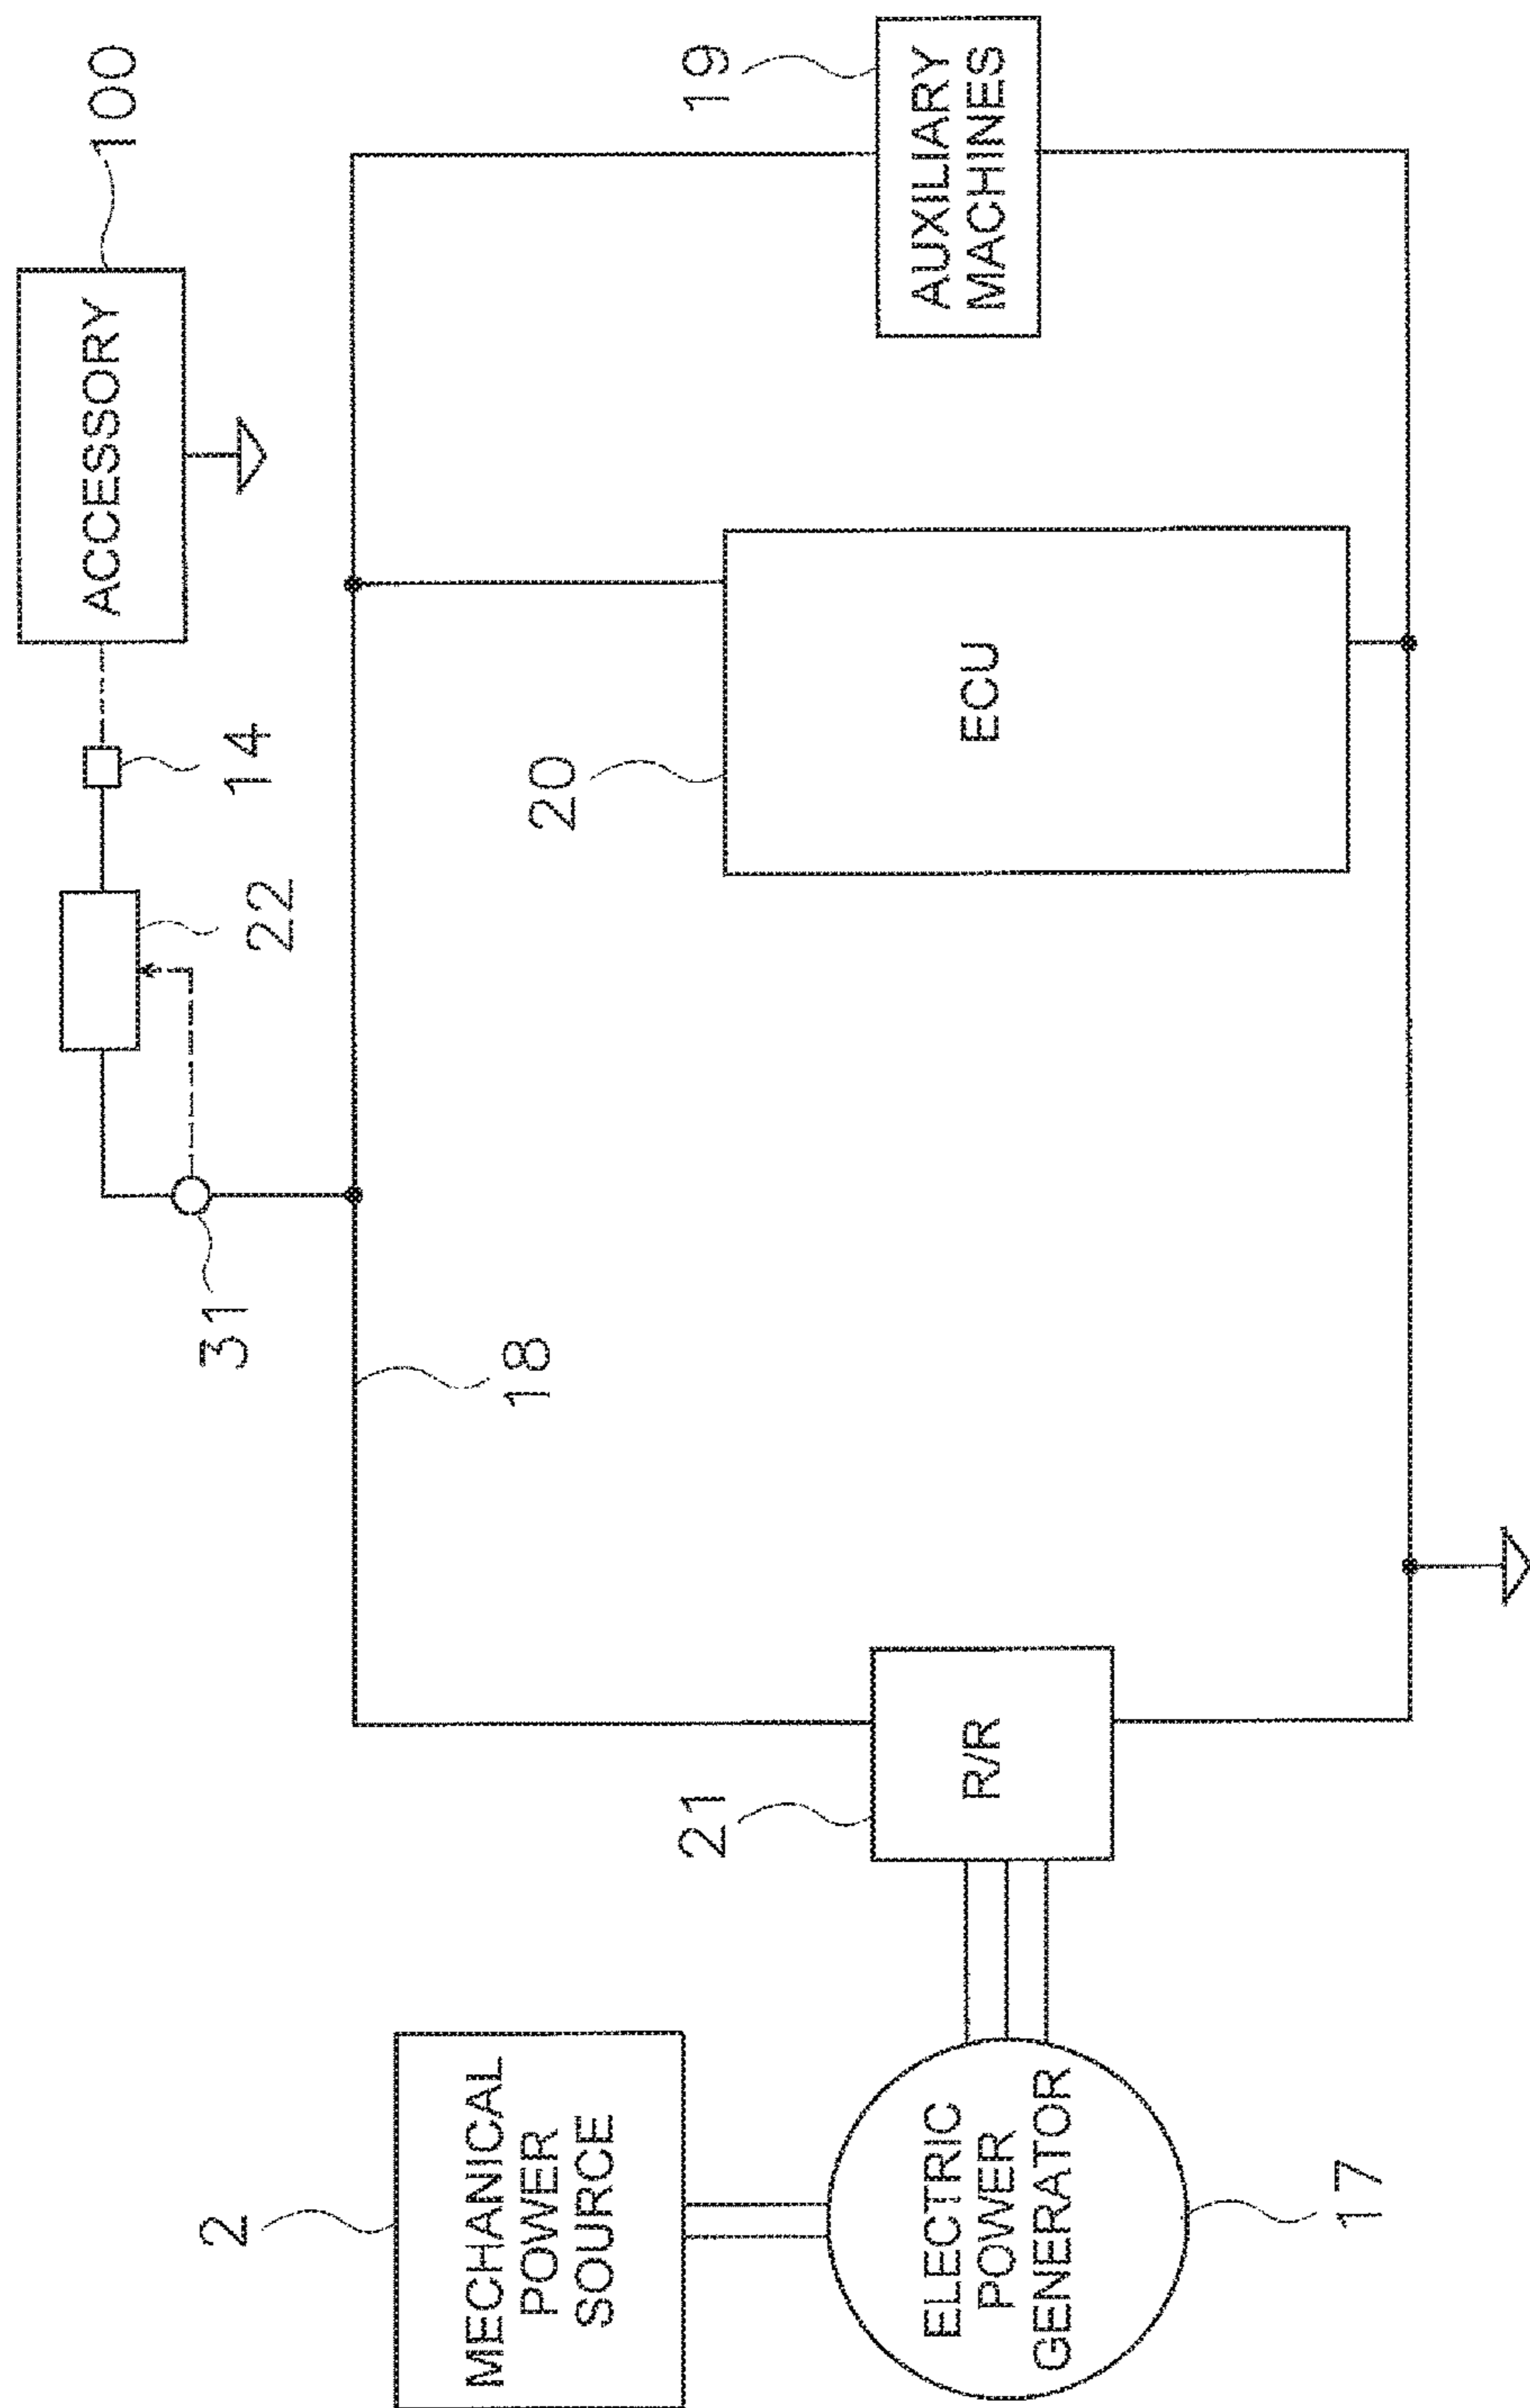 ACCESSORY
100
22
14
31
18
2
MECHANICAL
POWER
SOURCE
21
R/R
20
ECU
19
AUXILIARY
MACHINES
ELECTRIC
POWER
GENERATOR
17